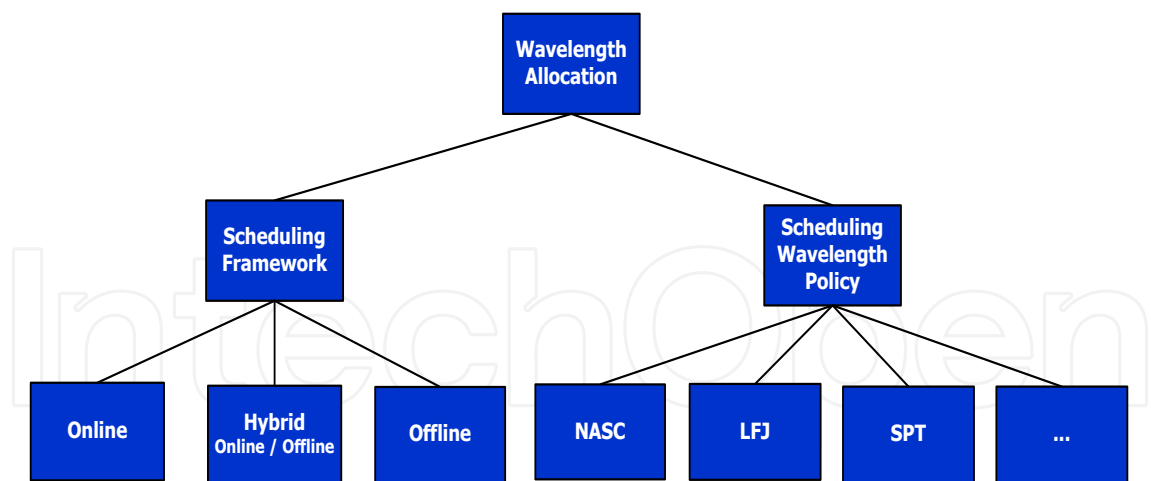 Wavelength
Allocation
Scheduling
Framework
Scheduling
Wavelength
Policy
IntechOpen
Online
Hybrid
Online / Offline
Offline
NASC
LFJ
SPT
...